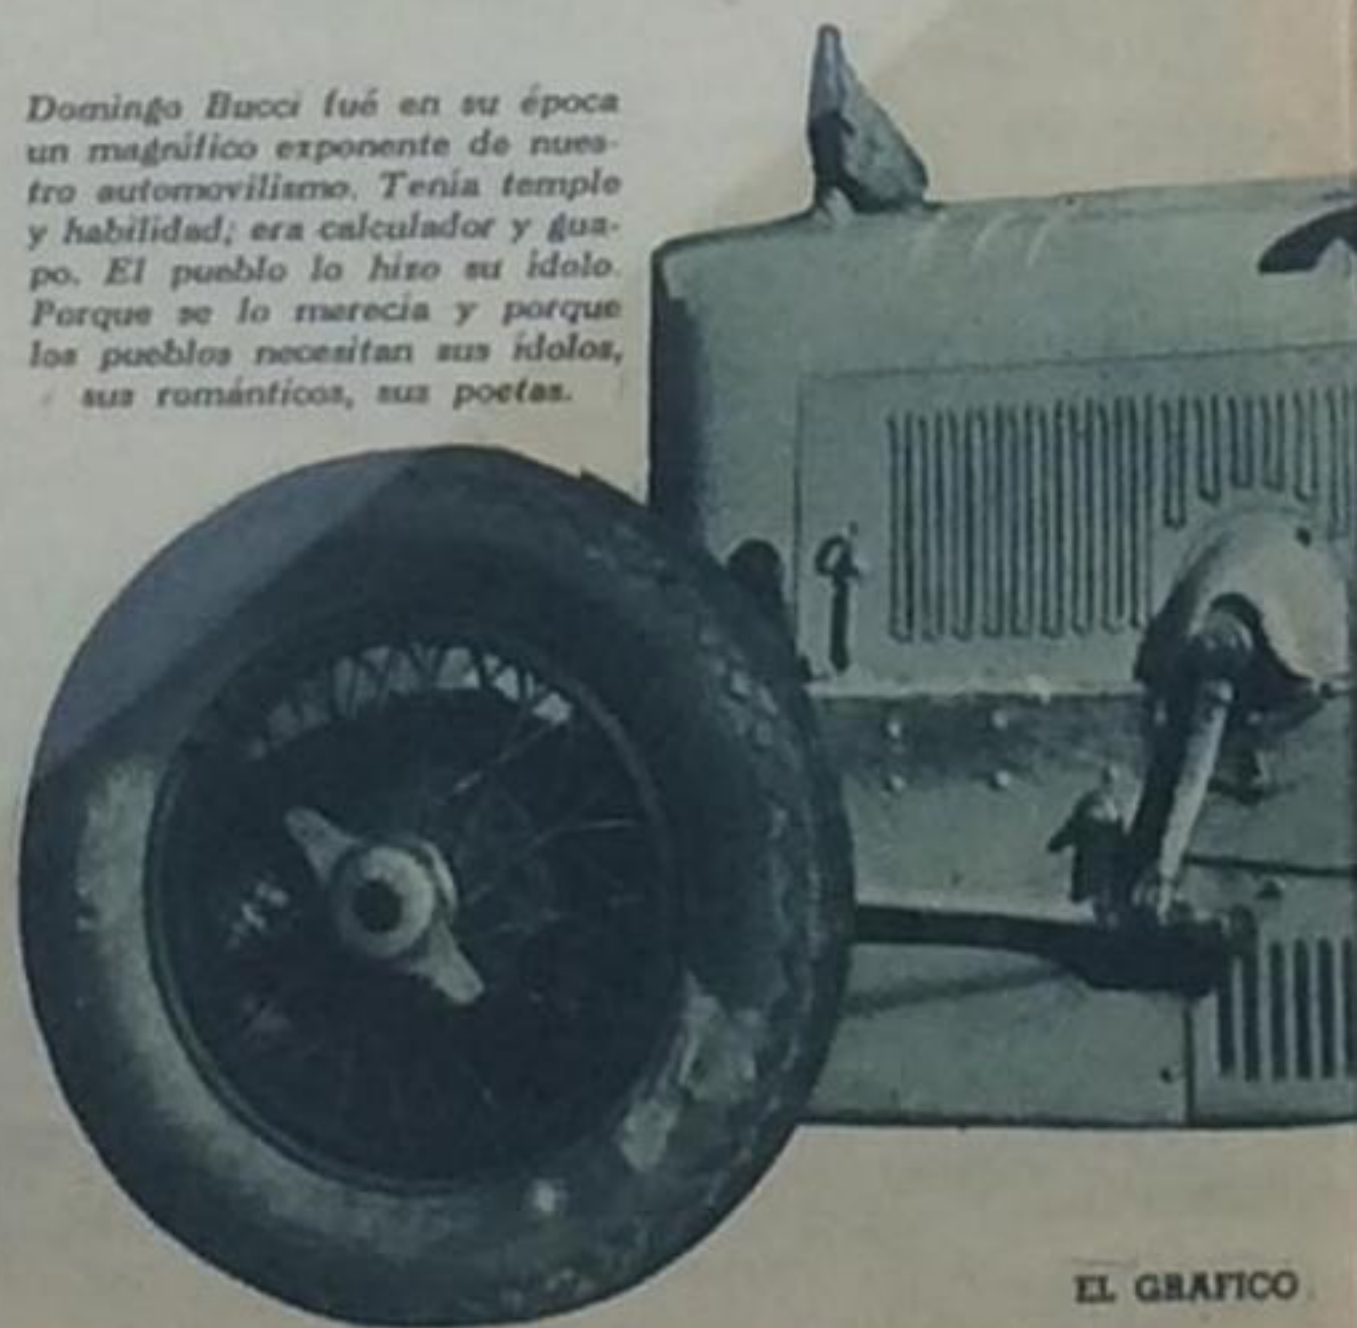 Domingo Bucci fué en su época
un magnífico exponente de nues-
tro automovilismo. Tenía temple
y habilidad; era calculador y gua-
po. El pueblo lo hizo su ídolo.
Porque se lo merecía y porque
los pueblos necesitan sus ídolos,
sus románticos, sus poetas.
EL GRAFICO